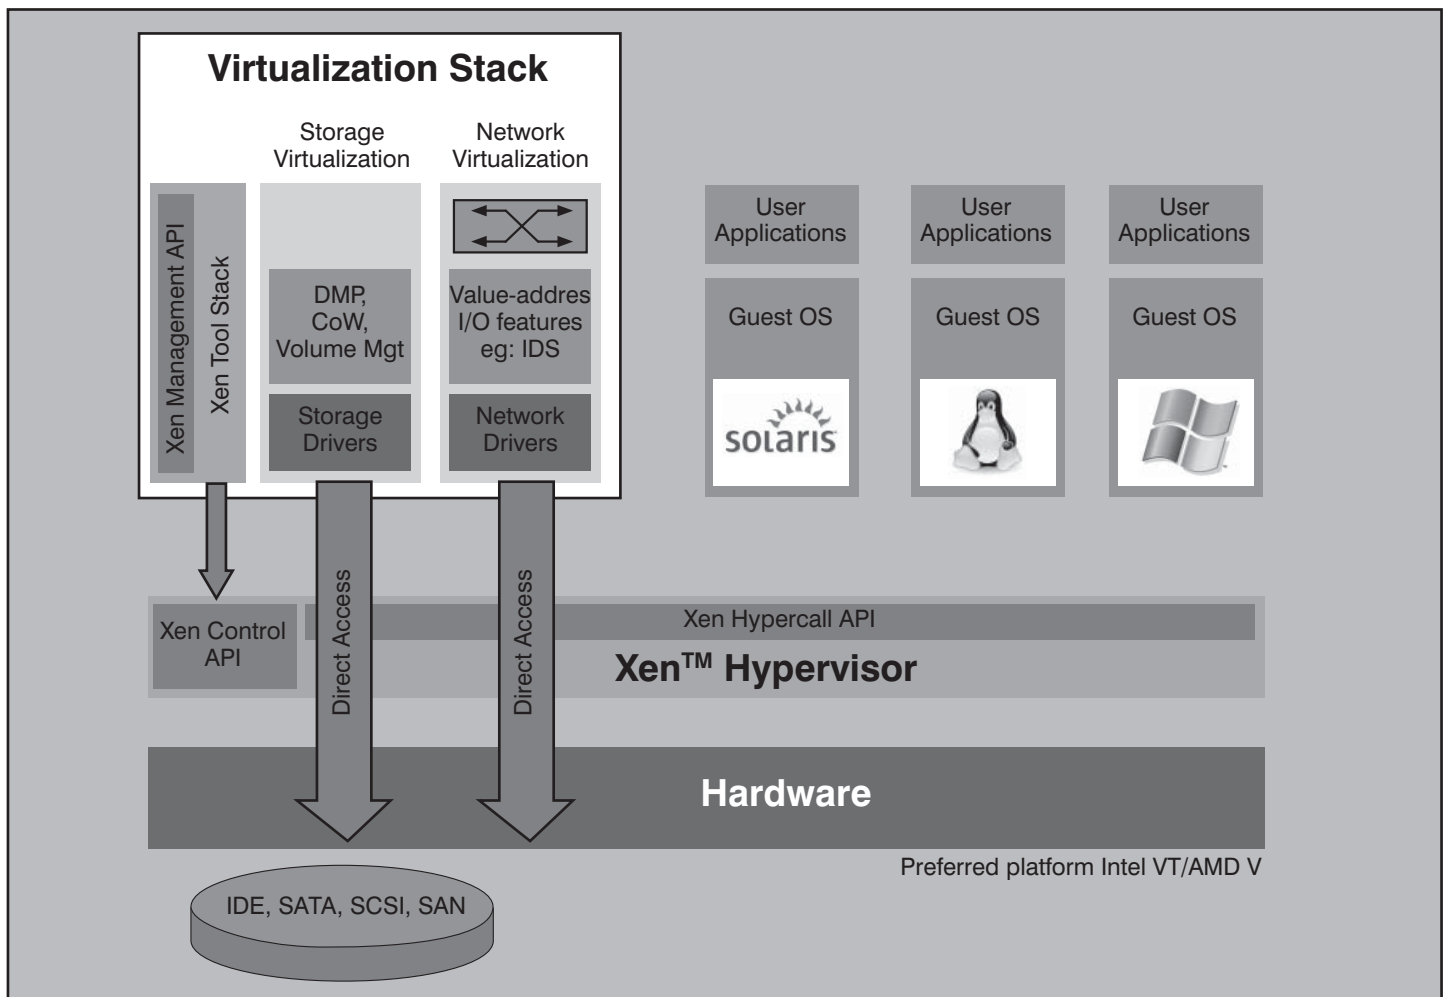 Virtualization Stack
Storage
Virtualization
Network
Virtualization
Xen Management API
Xen Tool Stack
DMP,
CoW,
Volume Mgt
Storage
Drivers
Value-addres
I/O features
eg: IDS
Network
Drivers
User
Applications
Guest OS
solaris
User
Applications
Guest OS
User
Applications
Guest OS
Direct Access
Direct Access
Xen Control
API
Xen Hypercall API
Xen™ Hypervisor
Hardware
Preferred platform Intel VT/AMD V
IDE, SATA, SCSI, SAN